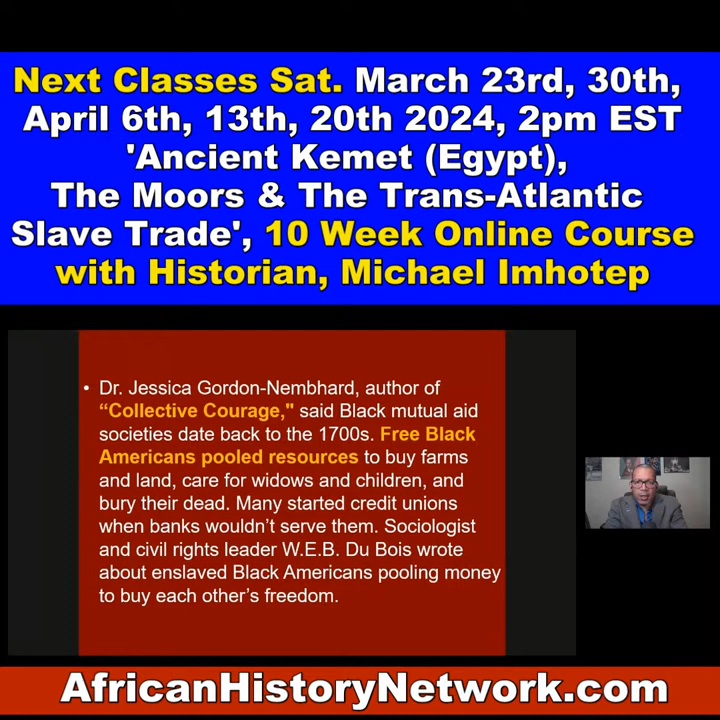 Next Classes Sat. March 23rd, 30th,
April 6th, 13th, 20th 2024, 2pm EST
'Ancient Kemet (Egypt),
The Moors & The Trans-Atlantic
Slave Trade', 10 Week Online Course
with Historian, Michael Imhotep
• Dr. Jessica Gordon-Nembhard, author of
“Collective Courage," said Black mutual aid
societies date back to the 1700s. Free Black
Americans pooled resources to buy farms
and land, care for widows and children, and
bury their dead. Many started credit unions
when banks wouldn’t serve them. Sociologist
and civil rights leader W.E.B. Du Bois wrote
about enslaved Black Americans pooling money
to buy each other’s freedom.
AfricanHistoryNetwork.com